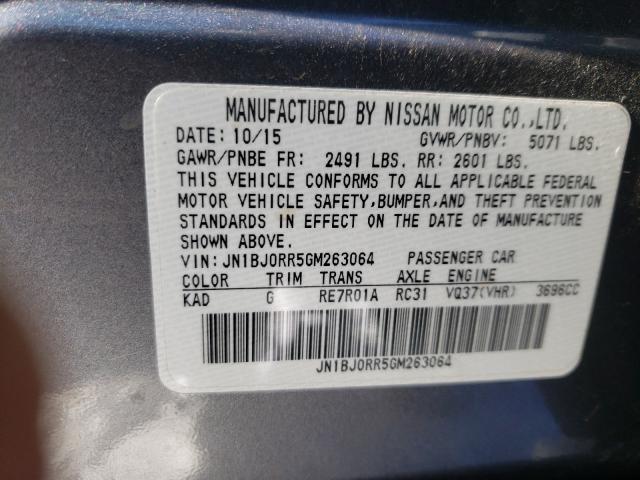 MANUFACTURED BY NISSAN MOTOR CO.,LTD.
DATE: 10/15 GVWR/PNBV: 5071 LBS.
GAWR/PNBE FR: 2491 LBS. RR: 2601 LBS.
THIS VEHICLE CONFORMS TO ALL APPLICABLE FEDERAL
MOTOR VEHICLE SAFETY,BUMPER,AND THEFT PREVENTION
STANDARDS IN EFFECT ON THE DATE OF MANUFACTURE
SHOWN ABOVE.
VIN: JN1BJ0RR5GM263064 PASSENGER CAR
COLOR TRIM TRANS AXLE ENGINE
KAD G RE7R01A RC31 VQ37(VHR) 3696CC
JN1BJ0RR5GM263064